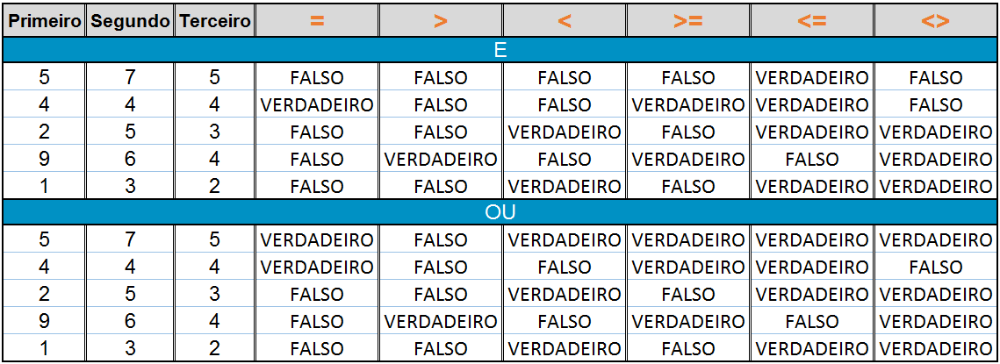 Primeiro Segundo Terceiro = > < >= <= <>
E
5 7 5 FALSO FALSO FALSO FALSO VERDADEIRO FALSO
4 4 4 VERDADEIRO FALSO FALSO VERDADEIRO VERDADEIRO FALSO
2 5 3 FALSO FALSO VERDADEIRO FALSO VERDADEIRO VERDADEIRO
9 6 4 FALSO VERDADEIRO FALSO VERDADEIRO FALSO VERDADEIRO
1 3 2 FALSO FALSO VERDADEIRO FALSO VERDADEIRO VERDADEIRO
OU
5 7 5 VERDADEIRO FALSO VERDADEIRO VERDADEIRO VERDADEIRO VERDADEIRO
4 4 4 VERDADEIRO FALSO FALSO VERDADEIRO VERDADEIRO FALSO
2 5 3 FALSO FALSO VERDADEIRO FALSO VERDADEIRO VERDADEIRO
9 6 4 FALSO VERDADEIRO FALSO VERDADEIRO FALSO VERDADEIRO
1 3 2 FALSO FALSO VERDADEIRO FALSO VERDADEIRO VERDADEIRO